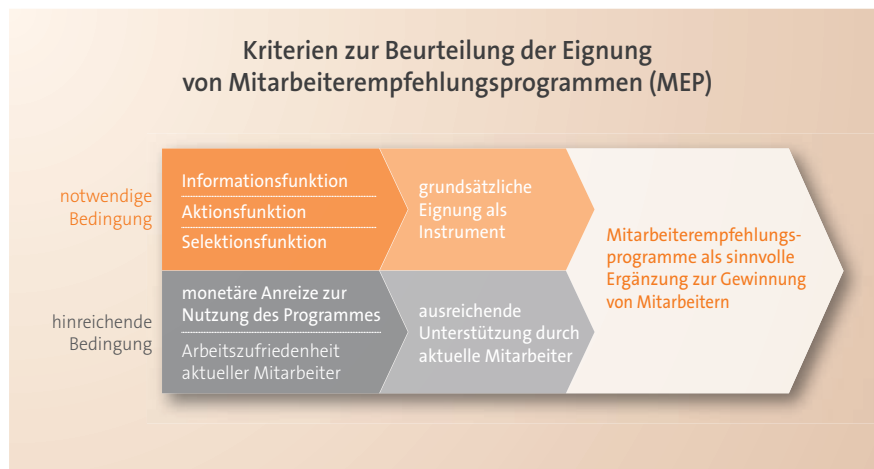 Kriterien zur Beurteilung der Eignung
von Mitarbeiterempfehlungsprogrammen (MEP)
notwendige
Bedingung
Informationsfunktion
Aktionsfunktion
Selektionsfunktion
grundsätzliche
Eignung als
Instrument
hinreichende
Bedingung
monetäre Anreize zur
Nutzung des Programmes
Arbeitszufriedenheit
aktueller Mitarbeiter
ausreichende
Unterstützung durch
aktuelle Mitarbeiter
Mitarbeiterempfehlungs-
programme als sinnvolle
Ergänzung zur Gewinnung
von Mitarbeitern